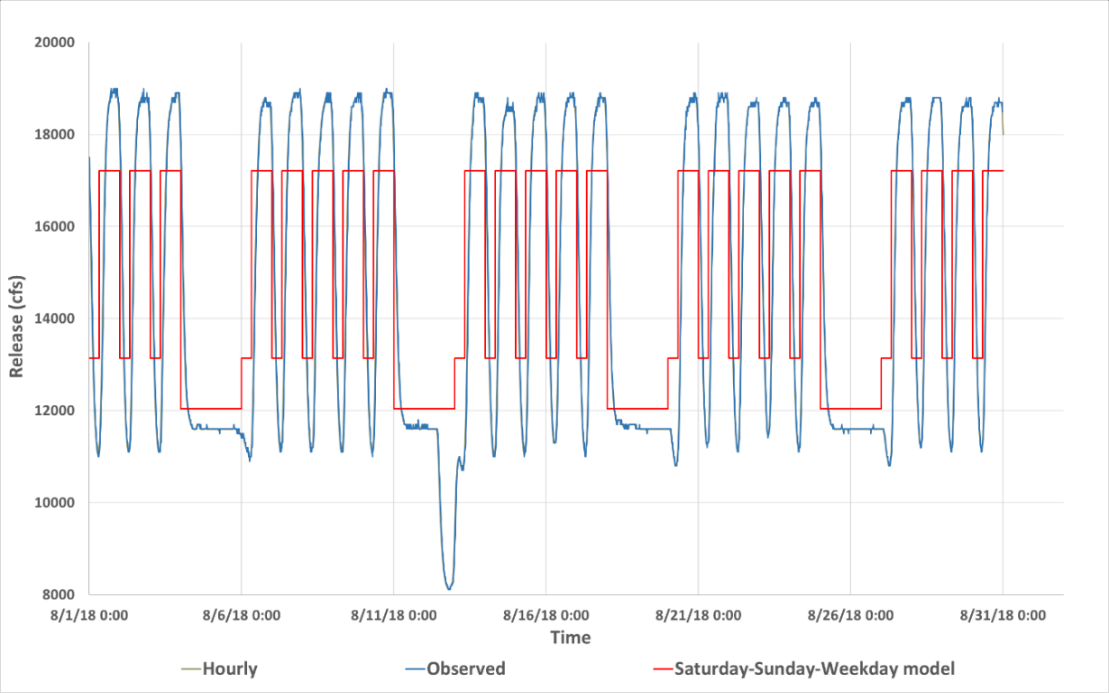 20000
18000
16000
14000
12000
10000
8000
Release (cfs)
8/1/18 0:00
8/6/18 0:00
8/11/18 0:00
8/16/18 0:00
8/21/18 0:00
8/26/18 0:00
8/31/18 0:00
Time
Hourly
Observed
Saturday-Sunday-Weekday model